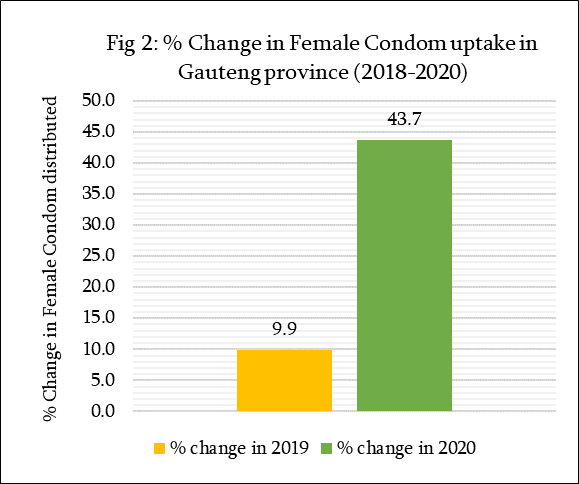 Fig 2: % Change in Female Condom uptake in
Gauteng province (2018-2020)
% Change in Female Condom distributed
50.0
45.0
40.0
35.0
30.0
25.0
20.0
15.0
10.0
5.0
0.0
9.9
43.7
% change in 2019
% change in 2020